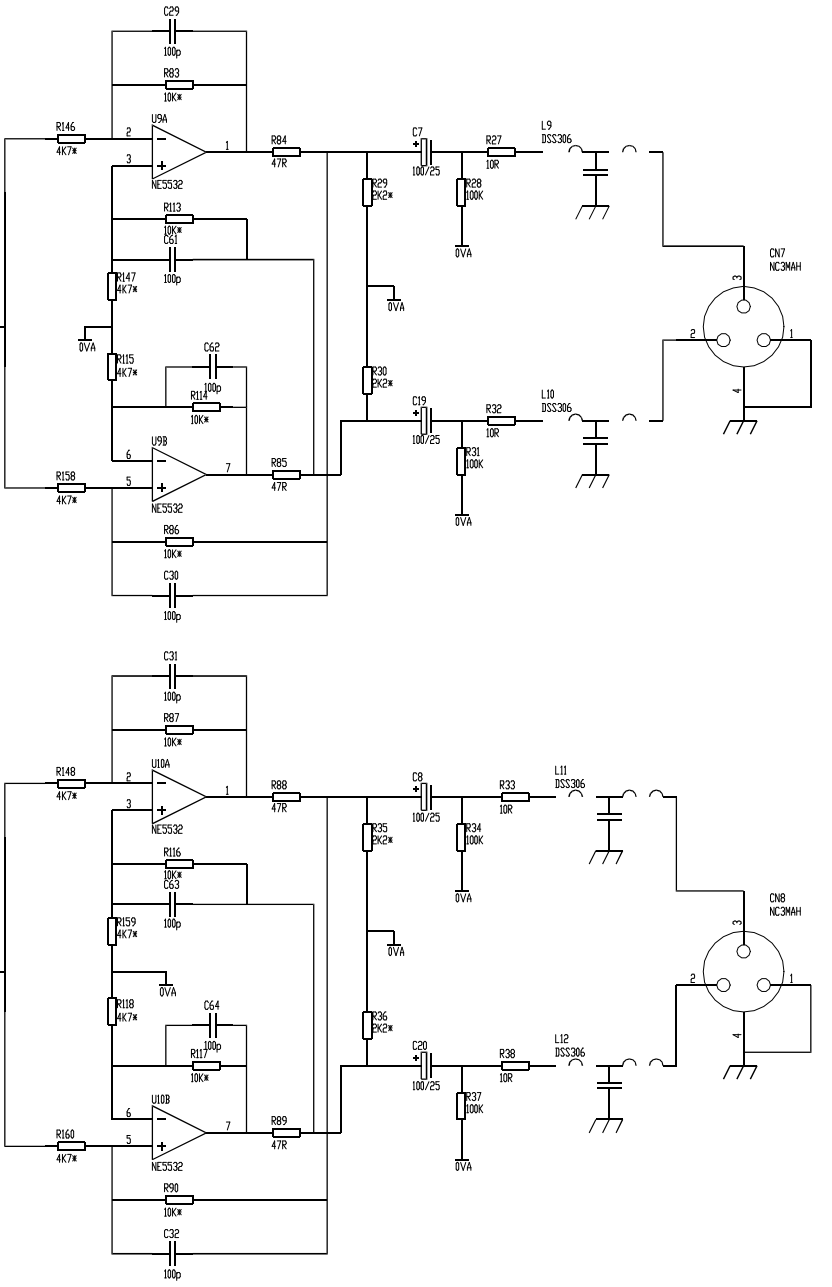 C29
100p
R83
10K*
U9A
R146
4K7*
2
3
1
NE5532
R84
47R
C7
+
100/25
R27
10R
L9
DSS306
R29
2K2*
R28
100K
0VA
R113
10K*
C61
100p
CN7
NC3MAH
R147
4K7*
0VA
3
0VA
2
1
R115
4K7*
C62
100p
R114
10K*
R30
2K2*
4
C19
+
100/25
R32
10R
L10
DSS306
U9B
6
5
7
NE5532
R158
4K7*
R85
47R
R31
100K
0VA
R86
10K*
C30
100p
C31
100p
R87
10K*
U10A
R148
4K7*
2
3
1
NE5532
R88
47R
C8
+
100/25
R33
10R
L11
DSS306
R35
2K2*
R34
100K
0VA
R116
10K*
C63
100p
CN8
NC3MAH
R159
4K7*
0VA
3
0VA
2
1
R118
4K7*
C64
100p
R117
10K*
R36
2K2*
4
C20
+
100/25
R38
10R
L12
DSS306
U10B
6
5
7
NE5532
R160
4K7*
R89
47R
R37
100K
0VA
R90
10K*
C32
100p